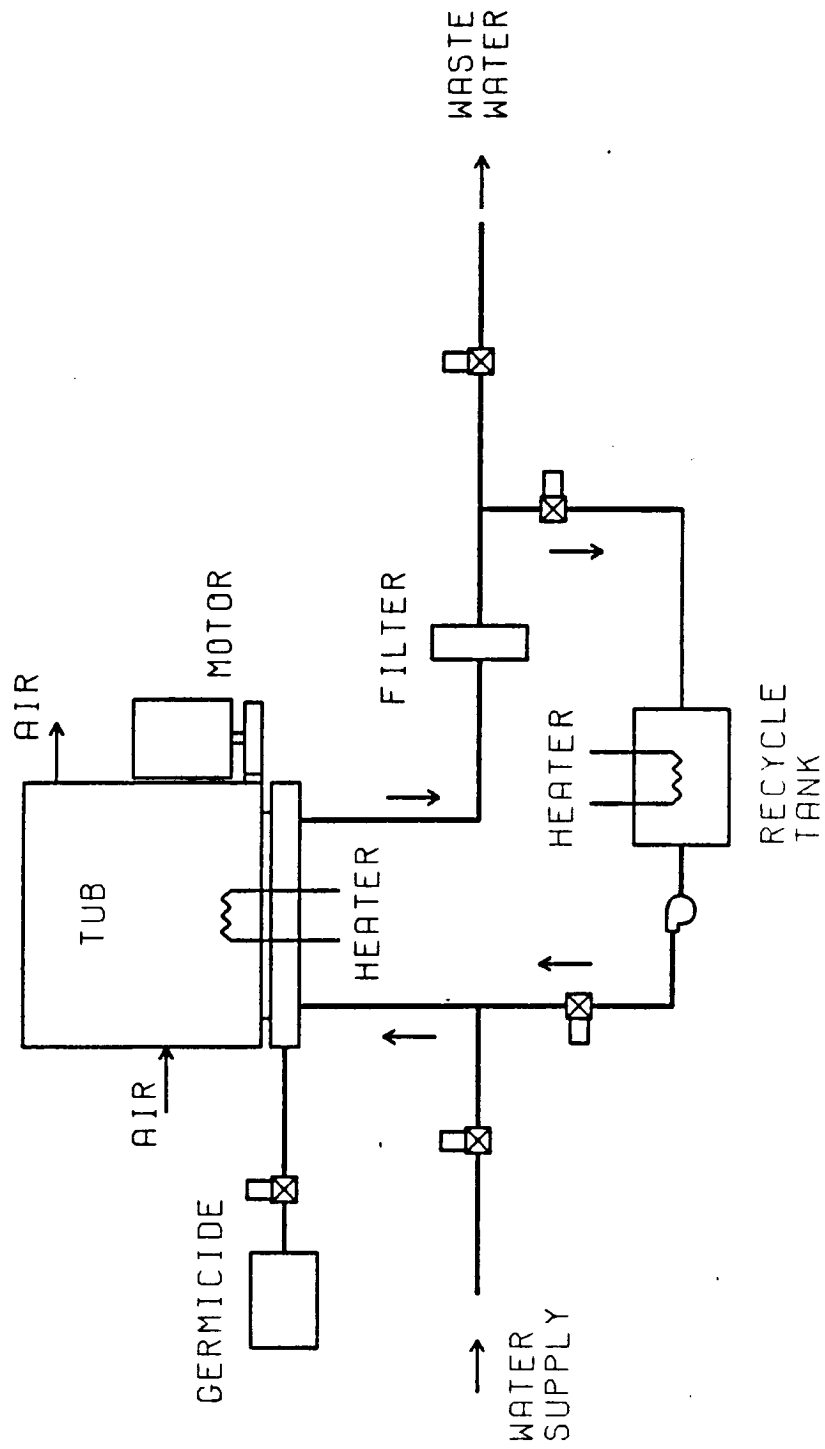 AIR
AIR
TUB
MOTOR
HEATER
GERMICIDE
FILTER
WASTE
WATER
WATER
SUPPLY
HEATER
RECYCLE
TANK